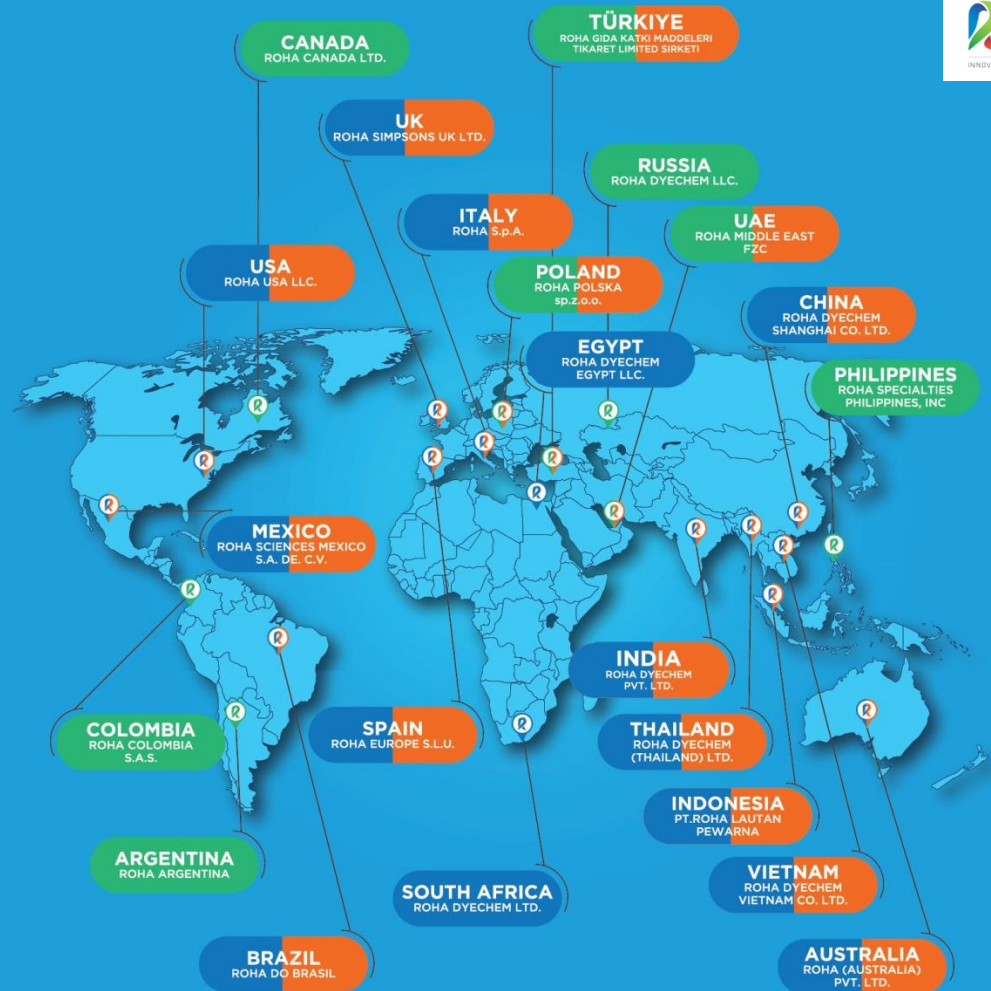 CANADA
ROHA CANADA LTD.
TÜRKIYE
ROHA GIDA KATKI MADDELERI
TIKARET LIMITED SIRKETI
UK
ROHA SIMPSONS UK LTD.
RUSSIA
ROHA DYECHEM LLC.
ITALY
ROHA S.p.A.
UAE
ROHA MIDDLE EAST
FZC
USA
ROHA USA LLC.
POLAND
ROHA POLSKA
sp.z.o.o.
CHINA
ROHA DYECHEM
SHANGHAI CO. LTD.
EGYPT
ROHA DYECHEM
EGYPT LLC.
PHILIPPINES
ROHA SPECIALTIES
PHILIPPINES, INC
MEXICO
ROHA SCIENCES MEXICO
S.A. DE. C.V.
INDIA
ROHA DYECHEM
PVT. LTD.
COLOMBIA
ROHA COLOMBIA
S.A.S.
SPAIN
ROHA EUROPE S.L.U.
THAILAND
ROHA DYECHEM
(THAILAND) LTD.
INDONESIA
PT.ROHA LAUTAN
PEWARNA
ARGENTINA
ROHA ARGENTINA
SOUTH AFRICA
ROHA DYECHEM LTD.
VIETNAM
ROHA DYECHEM
VIETNAM CO. LTD.
BRAZIL
ROHA DO BRASIL
AUSTRALIA
ROHA (AUSTRALIA)
PVT. LTD.